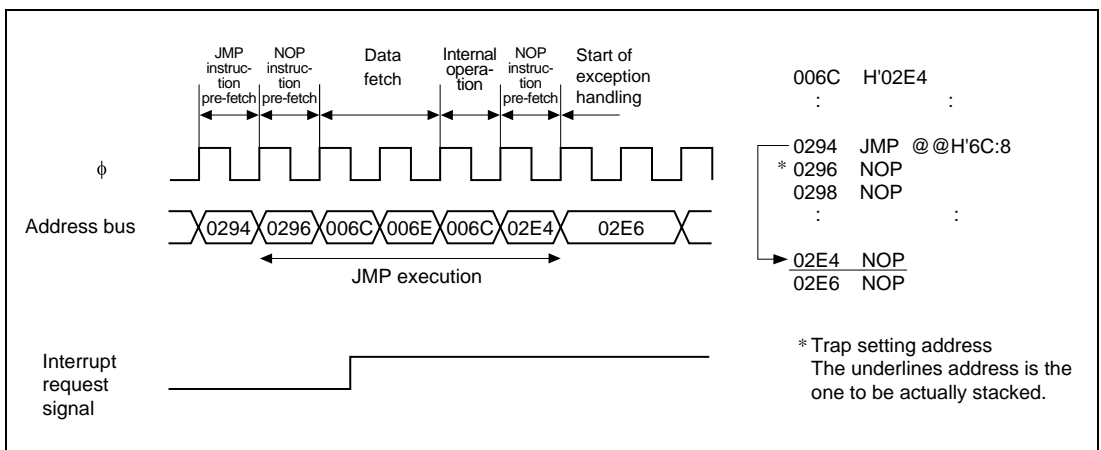 JMP
instruc-
tion
pre-fetch
NOP
instruc-
tion
pre-fetch
Data
fetch
Internal
opera-
tion
NOP
instruc-
tion
pre-fetch
Start of
exception
handling
φ
Address bus
0294 0296 006C 006E 006C 02E4 02E6
JMP execution
Interrupt
request
signal
006C H'02E4
: :
0294 JMP @@H'6C:8
* 0296 NOP
0298 NOP
: :
02E4 NOP
02E6 NOP
* Trap setting address
The underlines address is the
one to be actually stacked.